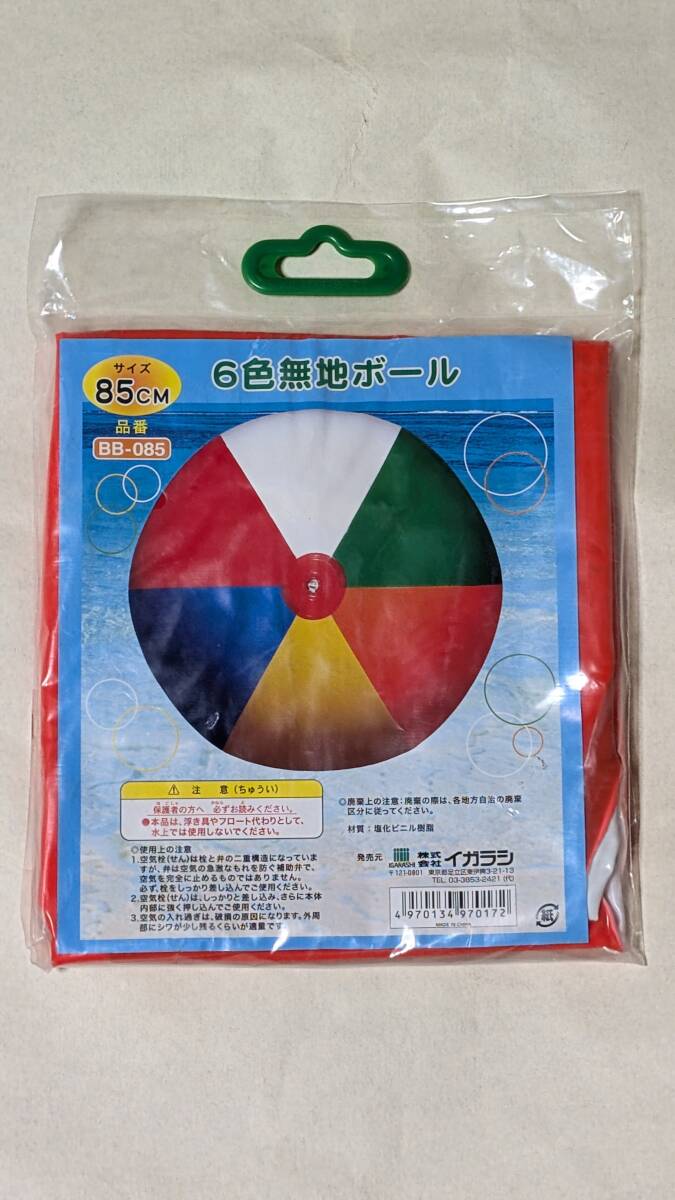 サイズ
85CM
6色無地ボール
品番
BB-085
⚠ 注 意 (ちゅうい)
保護者の方へ 必ずお読みください。
●本品は、浮き具やフロート代わりとして、
水上では使用しないでください。
◎使用上の注意
1.空気栓(せん)は栓と弁の二重構造になっていま
すが、弁は空気の急激なもれを防ぐ補助弁で、
空気を完全に止めるものではありません。
必ず、栓をしっかり差し込んでご使用ください。
2.空気栓(せん)は、しっかりと差し込み、さらに本体
内部に強く押し込んでご使用ください。
3.空気の入れ過ぎは、破損の原因になります。外周
部にシワが少し残るくらいが適量です。
◎廃棄上の注意:廃棄の際は、各地方自治の廃棄
区分に従ってください。
材質:塩化ビニル樹脂
発売元 IGARASHI 株式会社 イガラシ
〒121-0801 東京都足立区東伊興3-21-13
TEL 03-3853-2421 (代)
4 970134 970172
MADE IN CHINA
紙